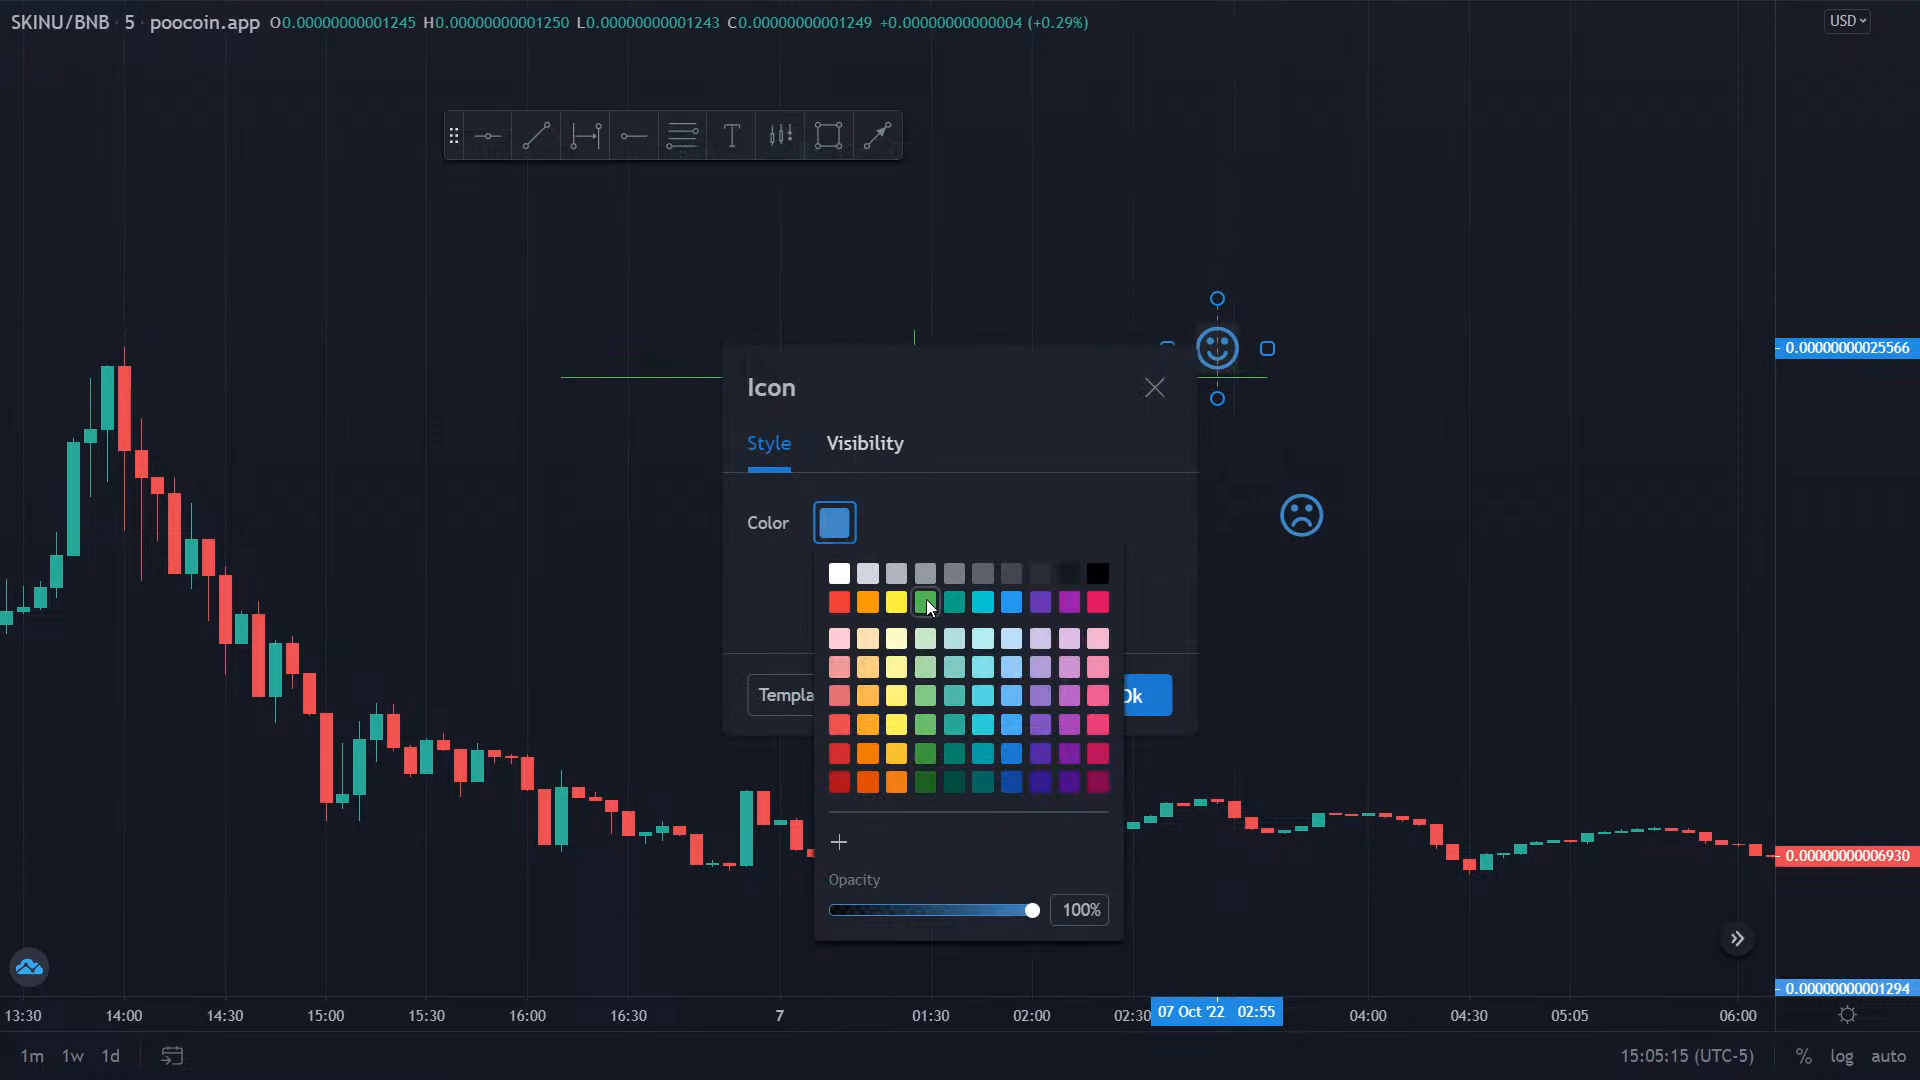 SKINU/BNB · 5 · poocoin.app O0.00000000001245 H0.00000000001250 L0.00000000001243 C0.00000000001249 +0.00000000000004 (+0.29%)
USD
0.00000000025566
Icon
Style Visibility
Color
Templa
Ok
0.00000000006930
Opacity
100%
0.00000000001294
13:30 14:00 14:30 15:00 15:30 16:00 16:30 7 01:30 02:00 02:30 07 Oct '22 02:55 04:00 04:30 05:05 06:00
1m 1w 1d 15:05:15 (UTC-5) % log auto